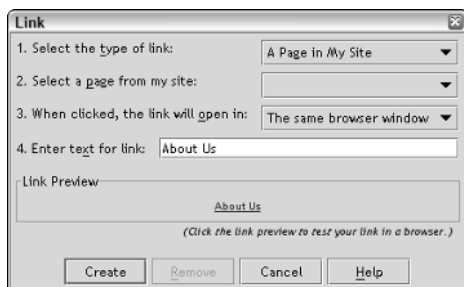 Link
1. Select the type of link: A Page in My Site
2. Select a page from my site:
3. When clicked, the link will open in: The same browser window
4. Enter text for link: About Us
Link Preview
About Us
(Click the link preview to test your link in a browser.)
Create Remove Cancel Help